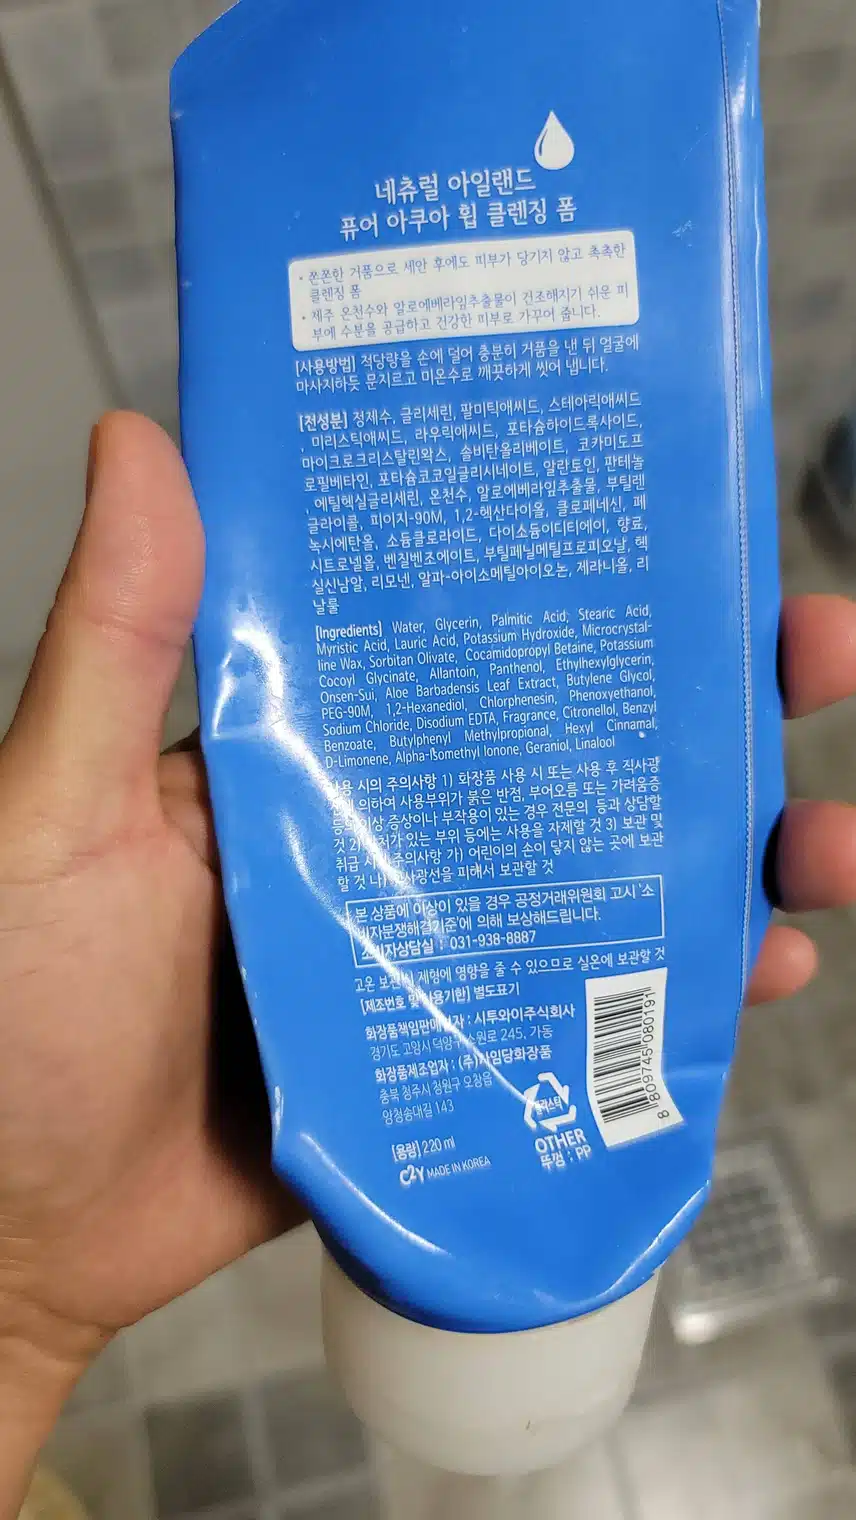 네츄럴 아일랜드
퓨어 아쿠아 휩 클렌징 폼
· 쫀쫀한 거품으로 세안 후에도 피부가 당기지 않고 촉촉한
클렌징 폼
· 제주 온천수와 알로에베라잎추출물이 건조해지기 쉬운 피
부에 수분을 공급하고 건강한 피부로 가꾸어 줍니다.
[사용방법] 적당량을 손에 덜어 충분히 거품을 낸 뒤 얼굴에
마사지하듯 문지르고 미온수로 깨끗하게 씻어 냅니다.
[전성분] 정제수, 글리세린, 팔미틱애씨드, 스테아릭애씨드
, 미리스틱애씨드, 라우릭애씨드, 포타슘하이드록사이드,
마이크로크리스탈린왁스, 솔비탄올리베이트, 코카미도프
로필베타인, 포타슘코코일글리시네이트, 알란토인, 판테놀
, 에틸헥실글리세린, 온천수, 알로에베라잎추출물, 부틸렌
글라이콜, 피이지-90M, 1,2-헥산다이올, 클로페네신, 페
녹시에탄올, 소듐클로라이드, 다이소듐이디티에이, 향료,
시트로넬올, 벤질벤조에이트, 부틸페닐메틸프로피오날, 헥
실신남알, 리모넨, 알파-아이소메틸아이오논, 제라니올, 리
날룰
[Ingredients] Water, Glycerin, Palmitic Acid, Stearic Acid,
Myristic Acid, Lauric Acid, Potassium Hydroxide, Microcrystal-
line Wax, Sorbitan Olivate, Cocamidopropyl Betaine, Potassium
Cocoyl Glycinate, Allantoin, Panthenol, Ethylhexylglycerin,
Onsen-Sui, Aloe Barbadensis Leaf Extract, Butylene Glycol,
PEG-90M, 1,2-Hexanediol, Chlorphenesin, Phenoxyethanol,
Sodium Chloride, Disodium EDTA, Fragrance, Citronellol, Benzyl
Benzoate, Butylphenyl Methylpropional, Hexyl Cinnamal,
D-Limonene, Alpha-Isomethyl Ionone, Geraniol, Linalool
시의 주의사항 1) 화장품 사용 시 또는 사용 후 직사광
의하여 사용부위가 붉은 반점, 부어오름 또는 가려움증
이상 증상이나 부작용이 있는 경우 전문의 등과 상담할
것 2) 있는 부위 등에는 사용을 자제할 것 3) 보관 및
취급 주의사항 가) 어린이의 손이 닿지 않는 곳에 보관
할 것 나) 피해서 보관할 것
본 상품에 이상이 있을 경우 공정거래위원회 고시 '소
비자분쟁해결기준'에 의해 보상해드립니다.
소비자상담실 : 031-938-8887
고온 보관 시 제형에 영향을 줄 수 있으므로 실온에 보관할 것
[제조번호 및 사용기한] 별도표기
화장품책임판매업자 : 시투와이주식회사
경기도 고양시 덕양구 245, 가동
화장품제조업자 : (주)사임당화장품
충북 청주시 청원구 오창읍
양청송대길 143
[용량] 220 ml
C2Y MADE IN KOREA
플라스틱
OTHER
뚜껑 : PP
8 809745 080191